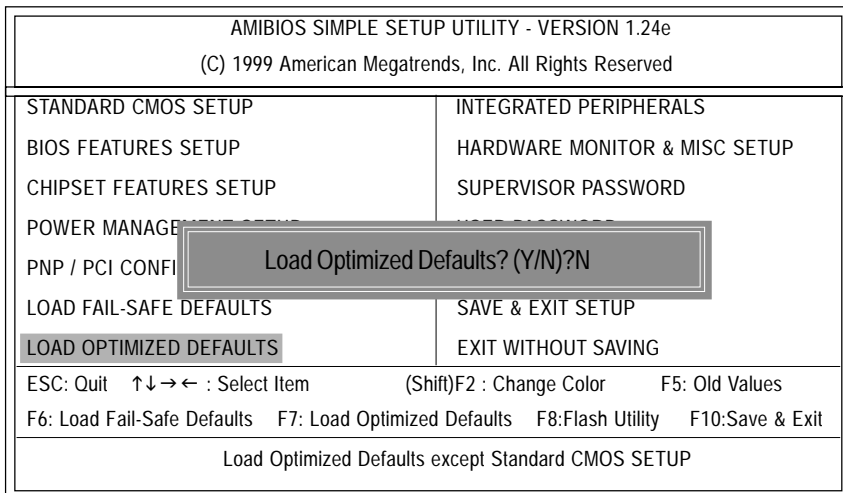 AMIBIOS SIMPLE SETUP UTILITY - VERSION 1.24e
(C) 1999 American Megatrends, Inc. All Rights Reserved
STANDARD CMOS SETUP
BIOS FEATURES SETUP
CHIPSET FEATURES SETUP
POWER MANAGEMENT SETUP
PNP / PCI CONFI
LOAD FAIL-SAFE DEFAULTS
LOAD OPTIMIZED DEFAULTS
INTEGRATED PERIPHERALS
HARDWARE MONITOR & MISC SETUP
SUPERVISOR PASSWORD
USER PASSWORD
SAVE & EXIT SETUP
EXIT WITHOUT SAVING
Load Optimized Defaults? (Y/N)?N
ESC: Quit ↑↓→← : Select Item (Shift)F2 : Change Color F5: Old Values
F6: Load Fail-Safe Defaults F7: Load Optimized Defaults F8:Flash Utility F10:Save & Exit
Load Optimized Defaults except Standard CMOS SETUP